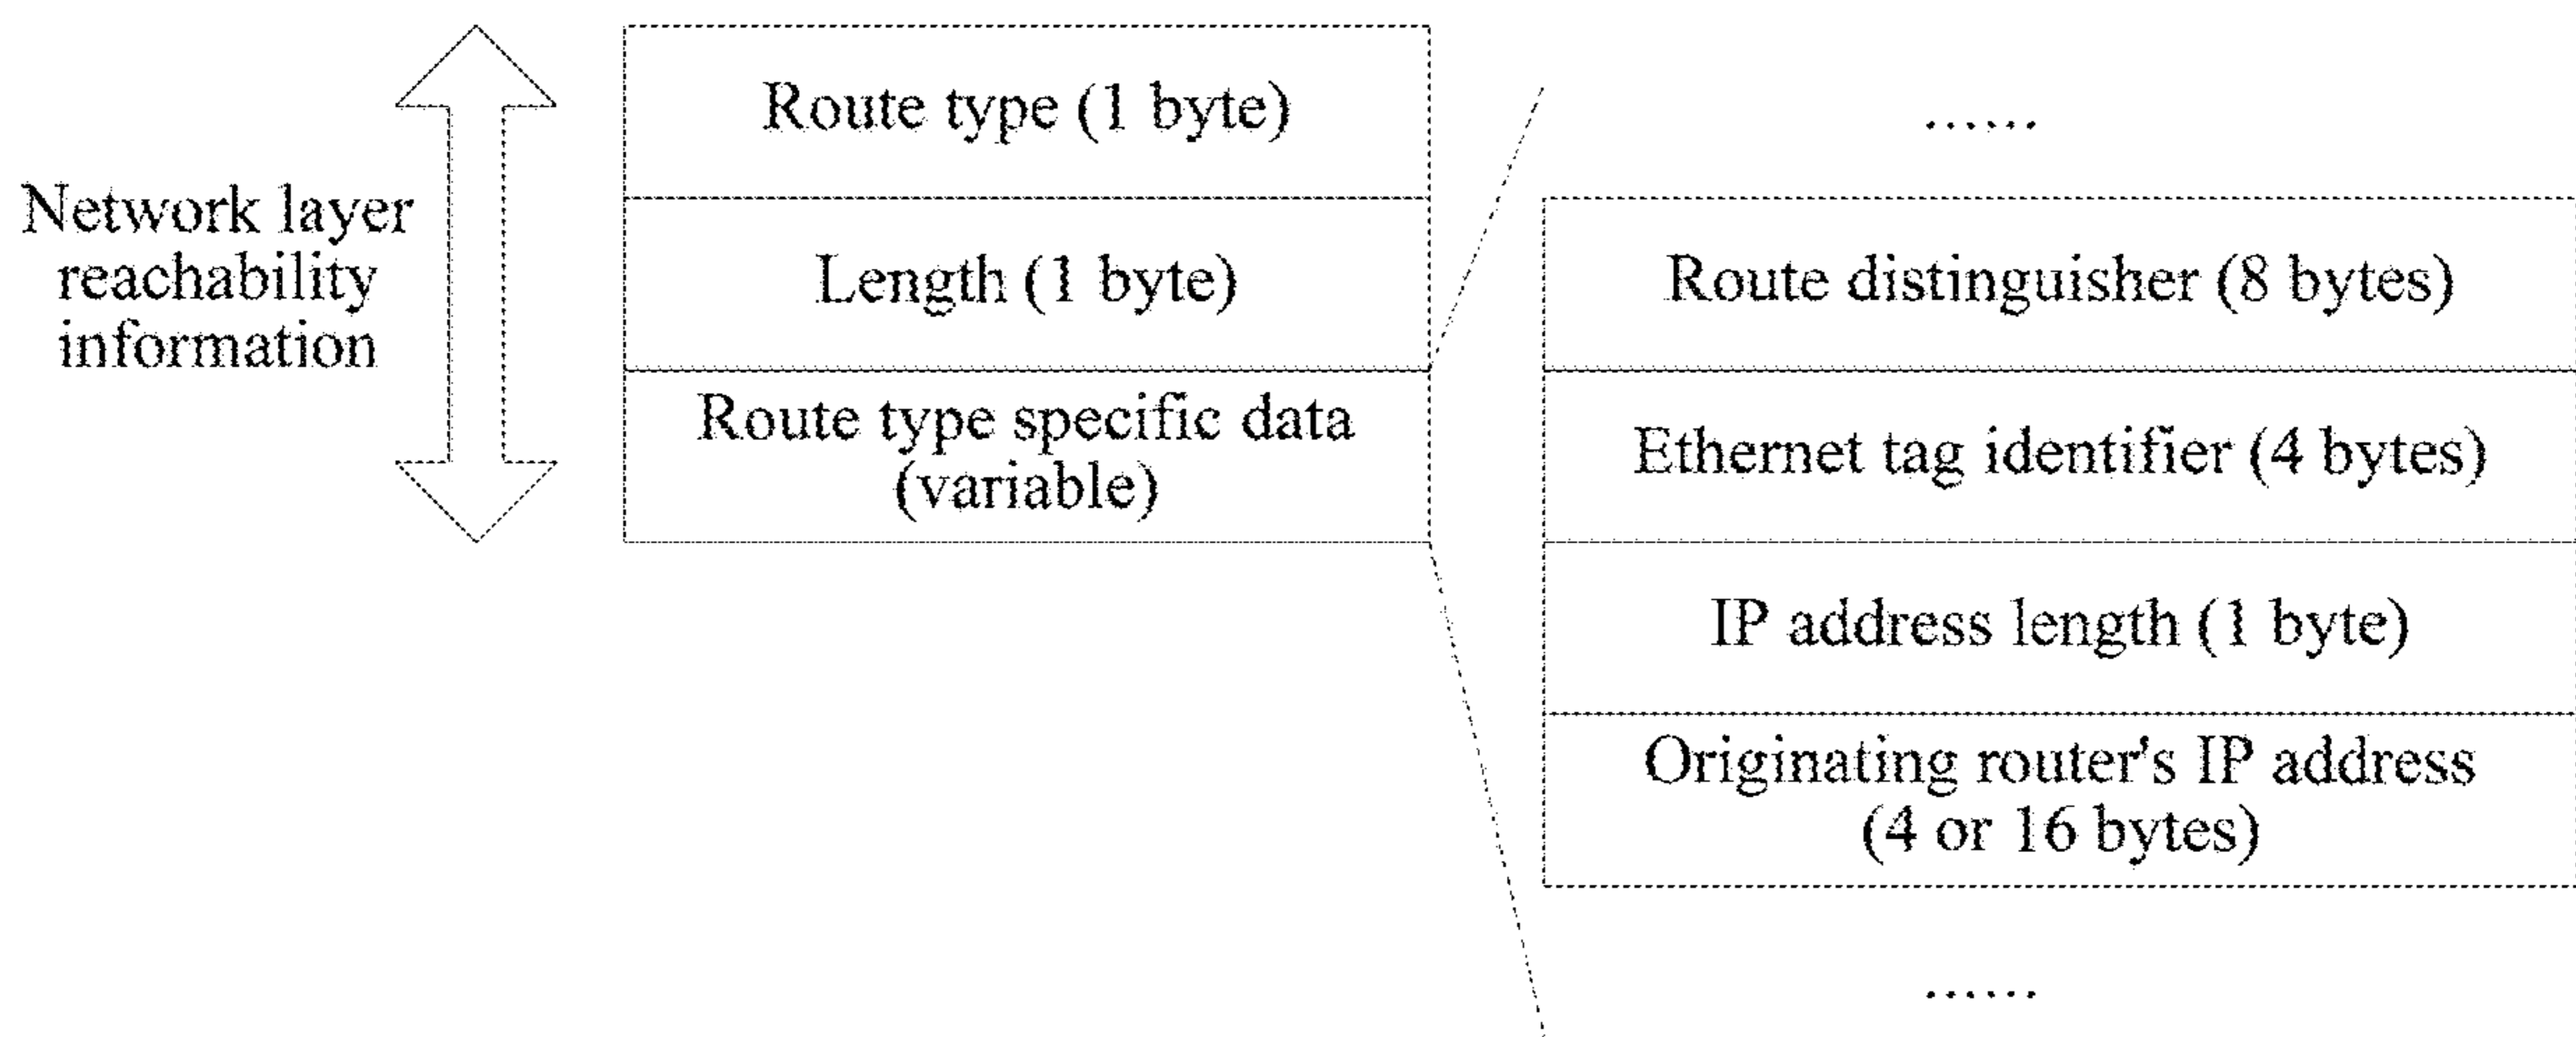 Network layer
reachability
information
Route type (1 byte)
Length (1 byte)
Route type specific data
(variable)
......
Route distinguisher (8 bytes)
Ethernet tag identifier (4 bytes)
IP address length (1 byte)
Originating router's IP address
(4 or 16 bytes)
......